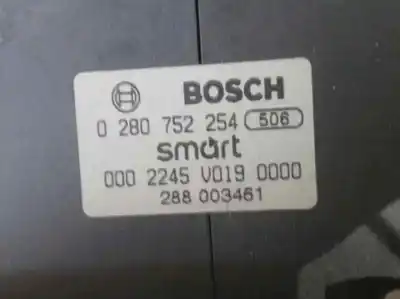 BOSCH
0 280 752 254 506
smart
000 2245 V019 0000
288 003461